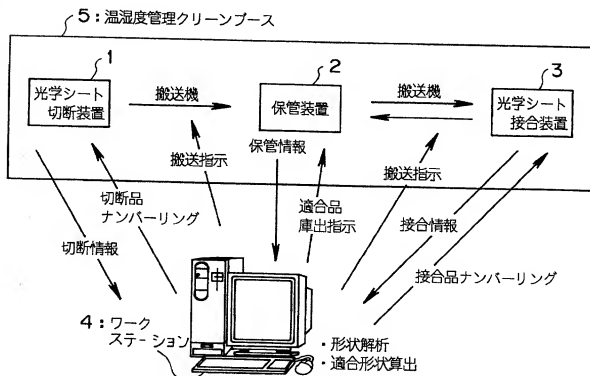 5：温湿度管理クリーンブース
1
光学シート
切断装置
搬送機
2
保管装置
搬送機
3
光学シート
接合装置
搬送指示
保管情報
搬送指示
切断品
ナンバーリング
適合品
庫出指示
切断情報
接合情報
接合品ナンバーリング
4：ワーク
ステーション
・形状解析
・適合形状算出